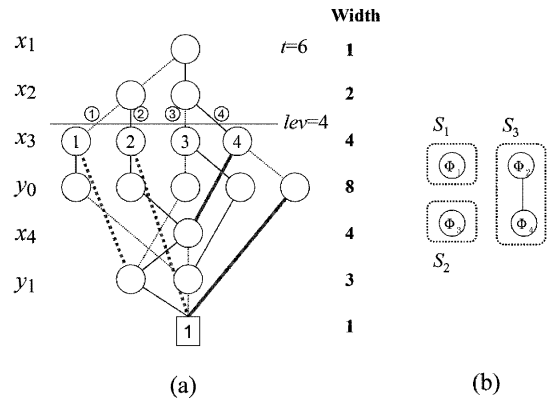 Width
x1 t=6 1
x2 2
① ② ③ ④
lev=4
x3 1 2 3 4 4
y0 8
x4 4
y1 3
1 1
(a)
S1 S3
Φ1 Φ2
Φ3 Φ4
S2
(b)